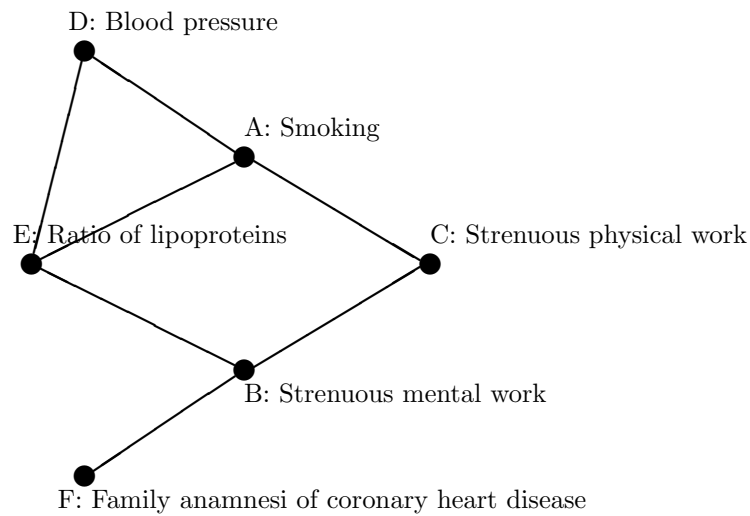 D: Blood pressure
A: Smoking
E: Ratio of lipoproteins
C: Strenuous physical work
B: Strenuous mental work
F: Family anamnesi of coronary heart disease